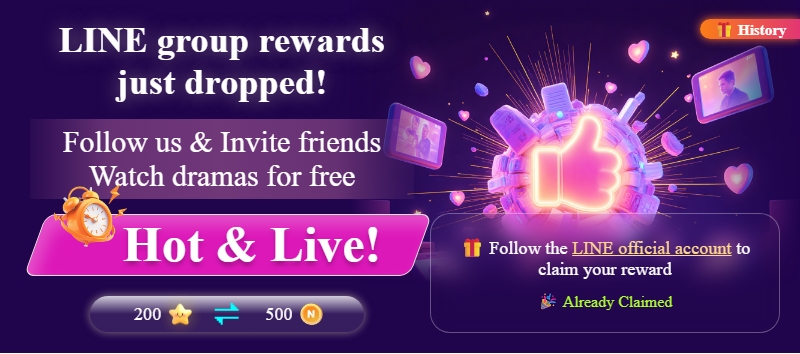 LINE group rewards
just dropped!
History
Follow us & Invite friends
Watch dramas for free
Hot & Live!
200
500
N
Follow the LINE official account to
claim your reward
Already Claimed